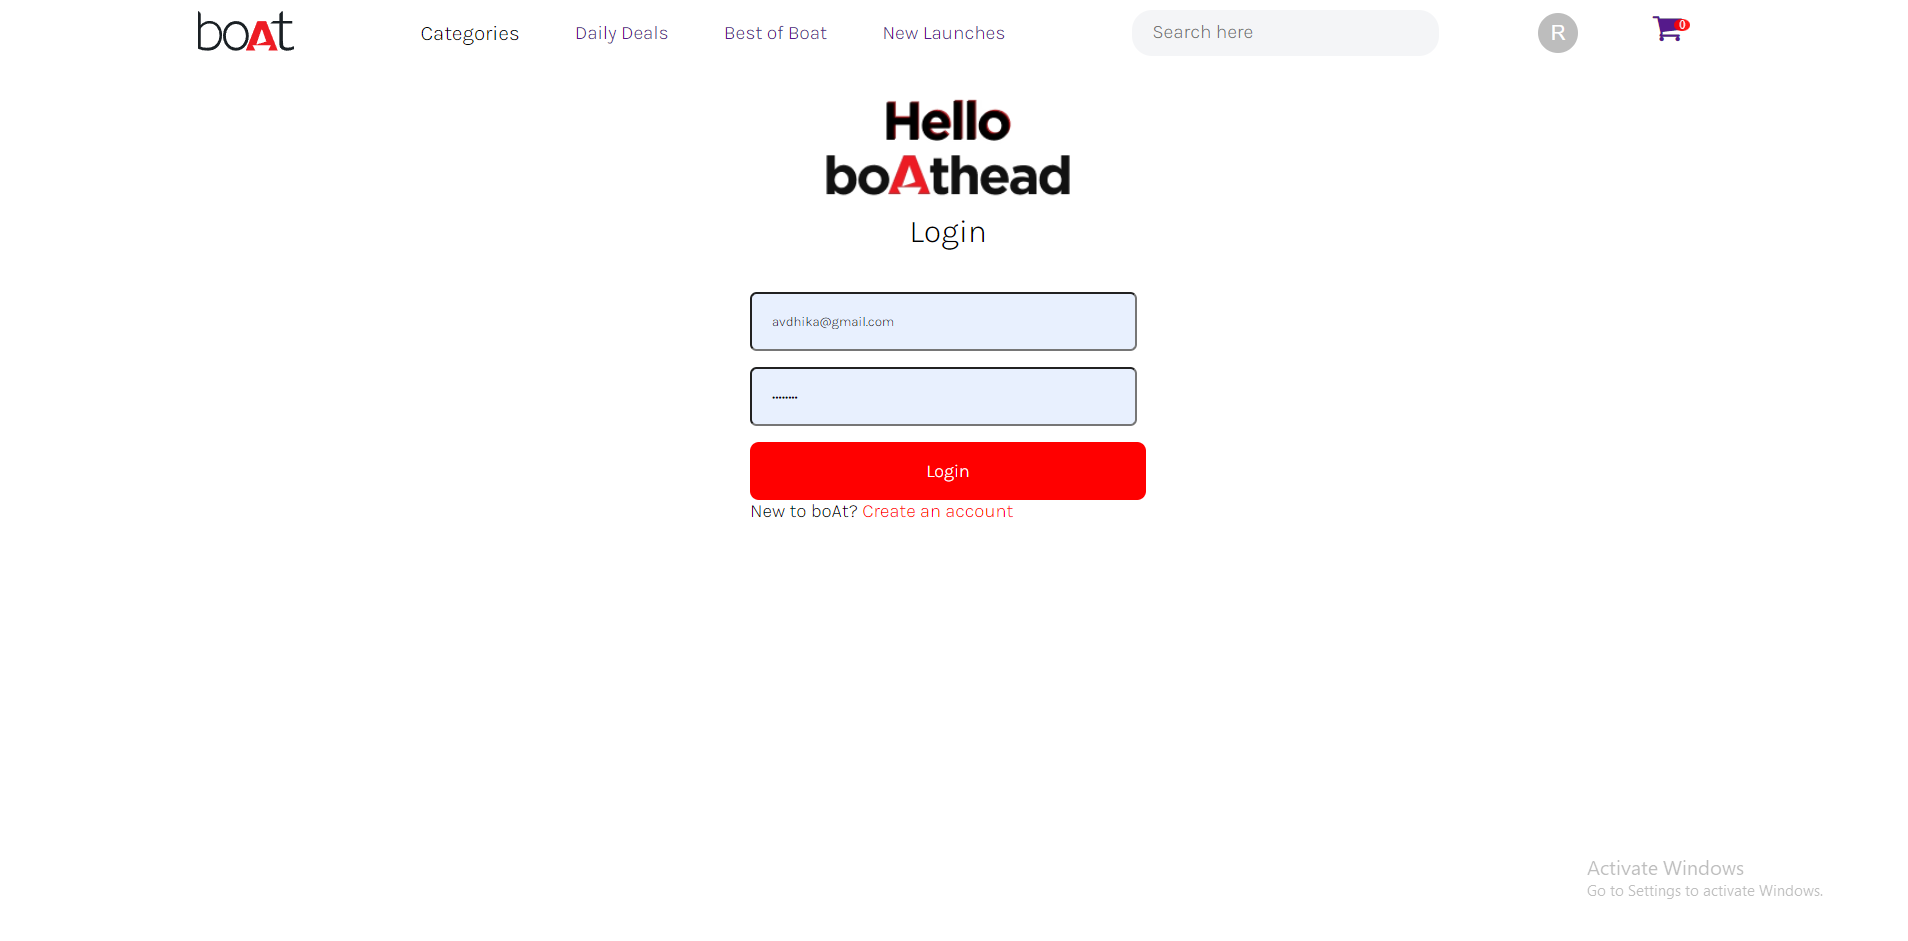 boAt
Categories
Daily Deals
Best of Boat
New Launches
Search here
R
0
Hello
boAthead
Login
avdhika@gmail.com
••••••••
Login
New to boAt? Create an account
Activate Windows
Go to Settings to activate Windows.